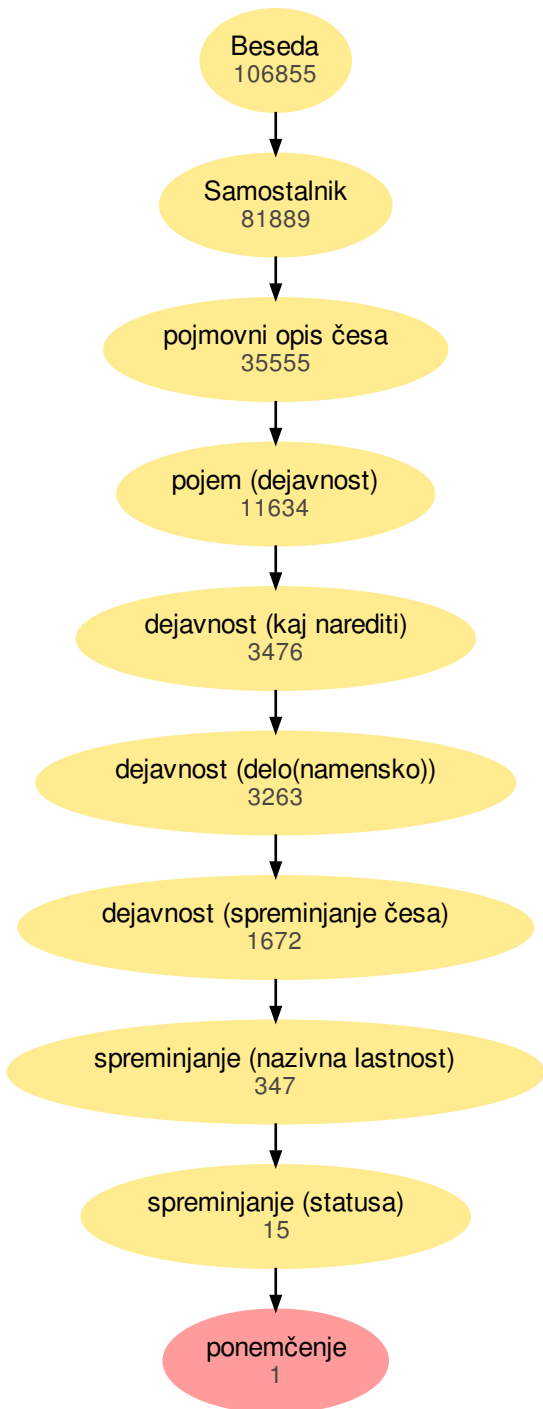 Beseda
106855
Samostalnik
81889
pojmovni opis česa
35555
pojem (dejavnost)
11634
dejavnost (kaj narediti)
3476
dejavnost (delo(namensko))
3263
dejavnost (spreminjanje česa)
1672
spreminjanje (nazivna lastnost)
347
spreminjanje (statusa)
15
ponemčenje
1